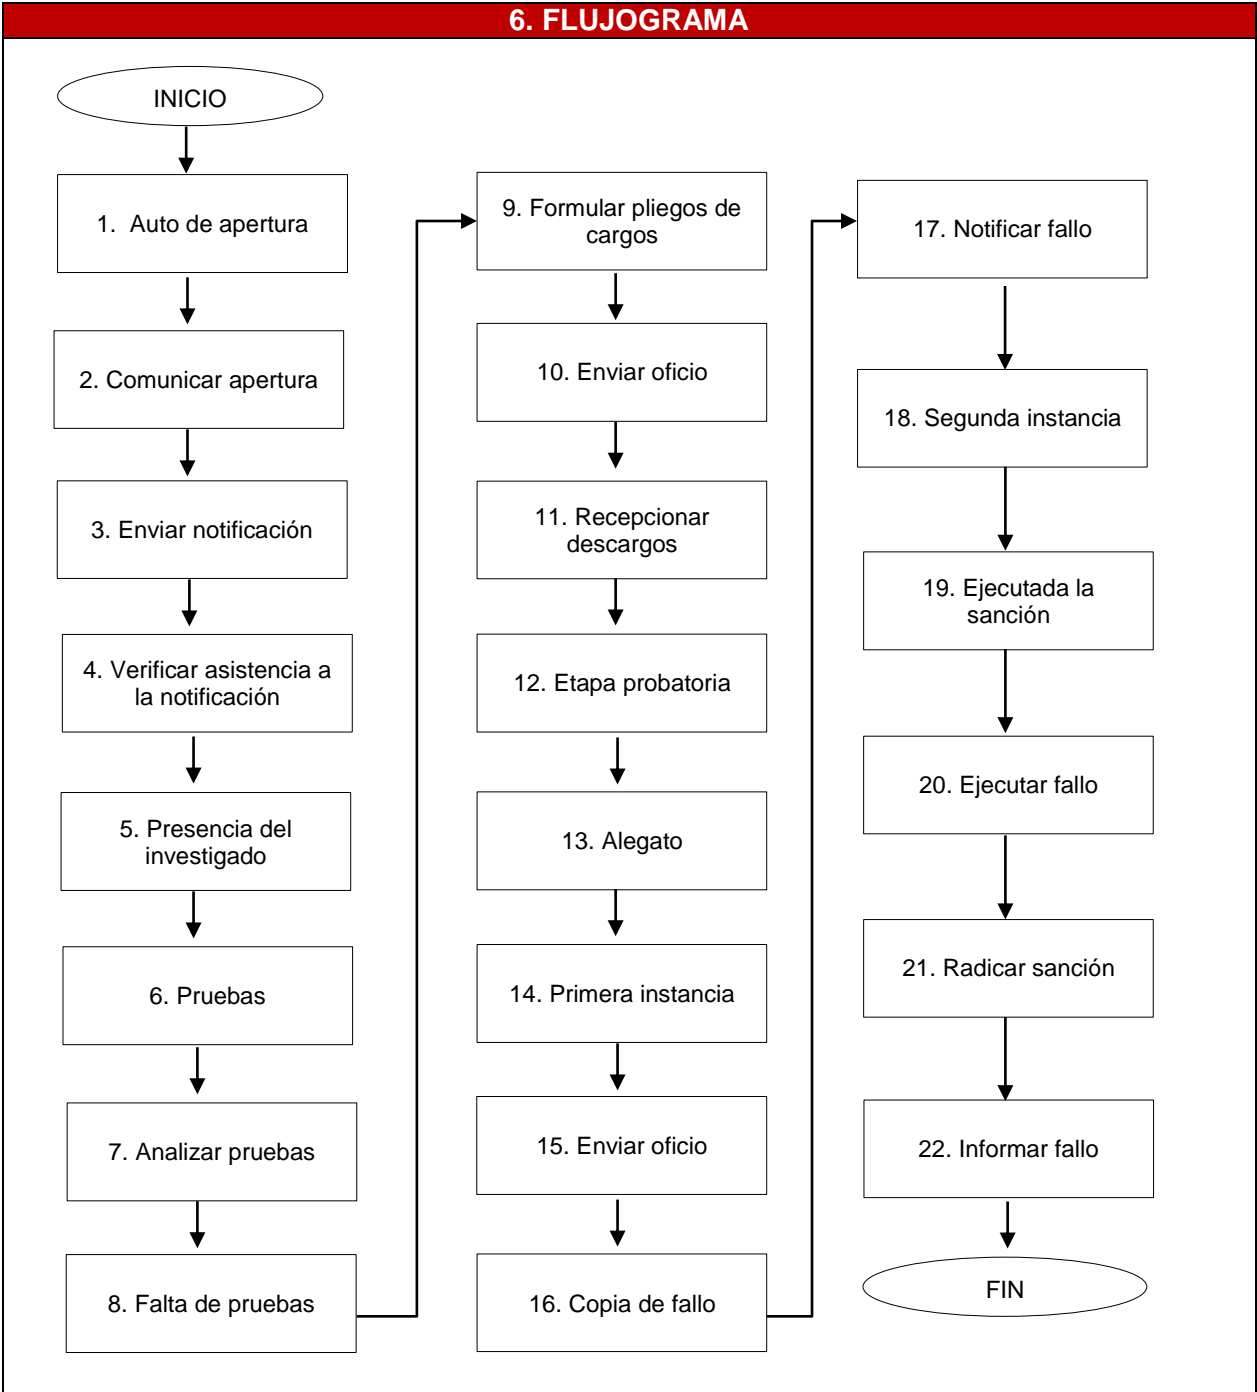 6. FLUJOGRAMA
INICIO
1. Auto de apertura
2. Comunicar apertura
3. Enviar notificación
4. Verificar asistencia a
la notificación
5. Presencia del
investigado
6. Pruebas
7. Analizar pruebas
8. Falta de pruebas
9. Formular pliegos de
cargos
10. Enviar oficio
11. Recepcionar
descargos
12. Etapa probatoria
13. Alegato
14. Primera instancia
15. Enviar oficio
16. Copia de fallo
17. Notificar fallo
18. Segunda instancia
19. Ejecutada la
sanción
20. Ejecutar fallo
21. Radicar sanción
22. Informar fallo
FIN